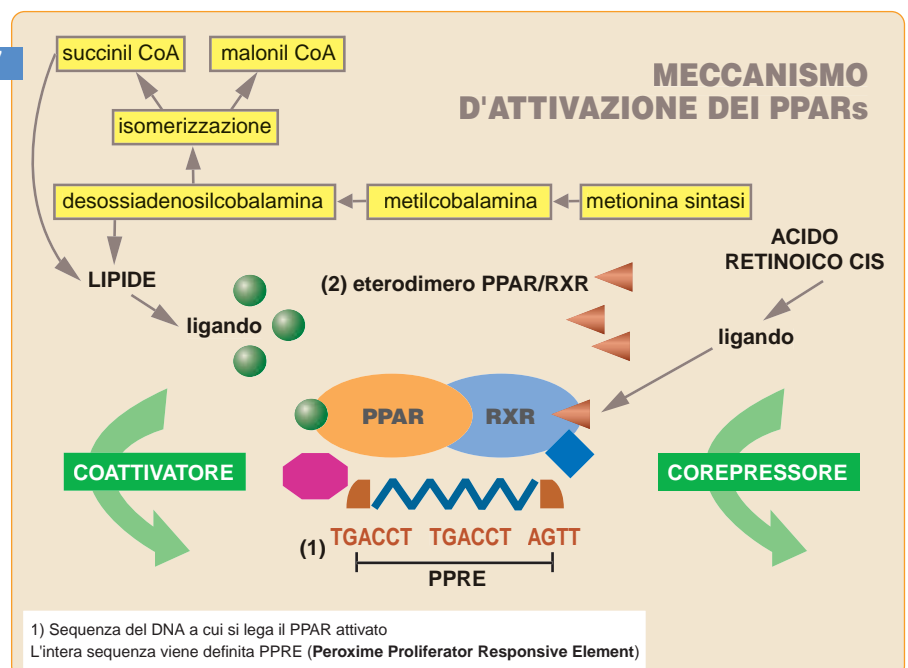 succinil CoA
malonil CoA
MECCANISMO
D'ATTIVAZIONE DEI PPARs
isomerizzazione
desossiadenosilcobalamina
metilcobalamina
metionina sintasi
ACIDO
RETINOICO CIS
LIPIDE
(2) eterodimero PPAR/RXR
ligando
ligando
PPAR
RXR
COATTIVATORE
COREPRESSORE
(1) TGACCT TGACCT AGTT
PPRE
1) Sequenza del DNA a cui si lega il PPAR attivato
L'intera sequenza viene definita PPRE (Peroxime Proliferator Responsive Element)